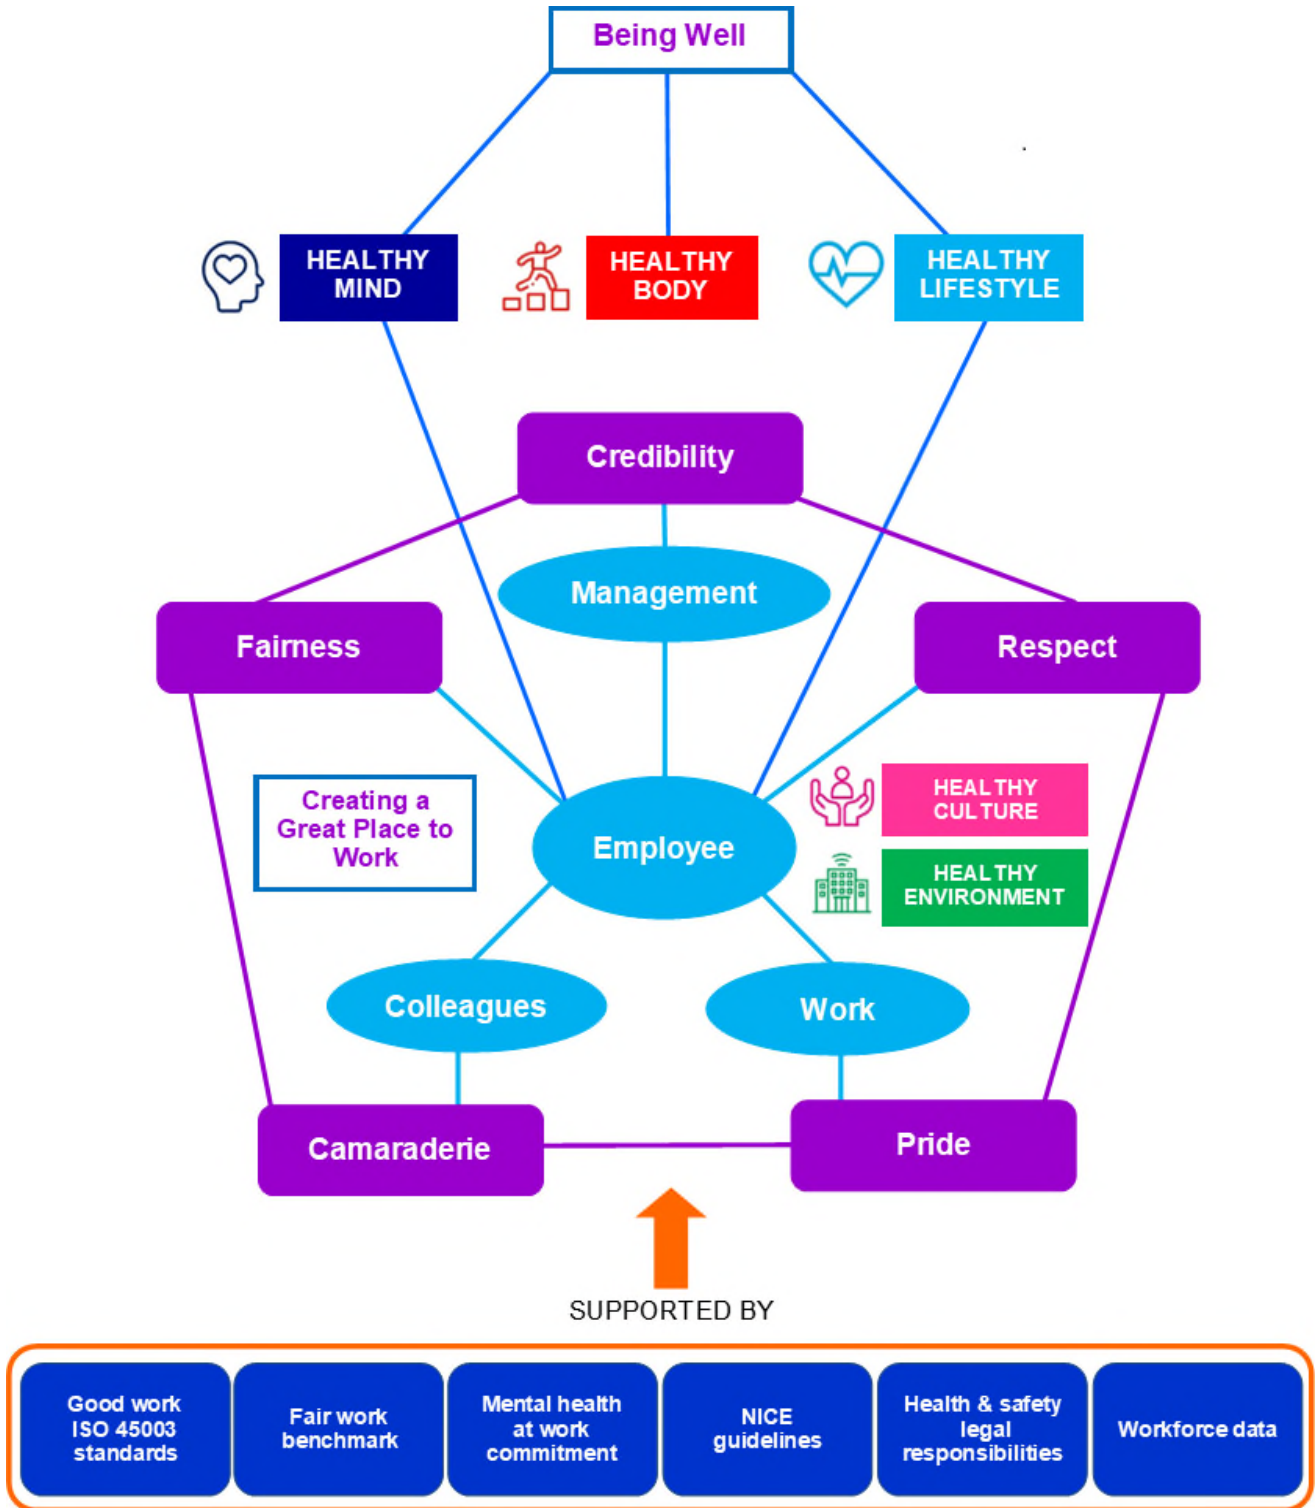 Being Well
HEALTHY
MIND
HEALTHY
BODY
HEALTHY
LIFESTYLE
Credibility
Management
Fairness
Respect
Creating a
Great Place to
Work
Employee
HEALTHY
CULTURE
HEALTHY
ENVIRONMENT
Colleagues
Work
Camaraderie
Pride
SUPPORTED BY
Good work
ISO 45003
standards
Fair work
benchmark
Mental health
at work
commitment
NICE
guidelines
Health & safety
legal
responsibilities
Workforce data